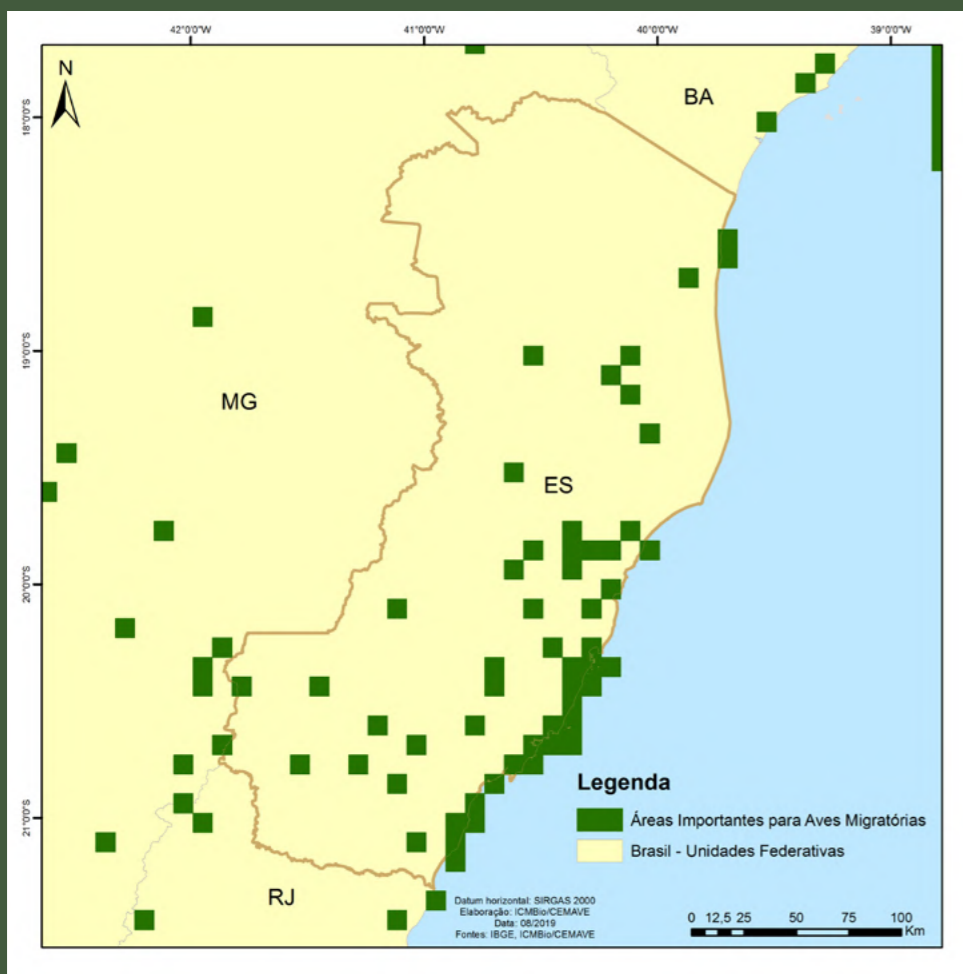 42°0'0"W
41°0'0"W
40°0'0"W
39°0'0"W
N
18°0'0"S
BA
19°0'0"S
MG
ES
20°0'0"S
Legenda
Áreas Importantes para Aves Migratórias
Brasil - Unidades Federativas
21°0'0"S
RJ
Datum horizontal: SIRGAS 2000
Elaboração: ICMBio/CEMAVE
Data: 08/2019
Fontes: IBGE, ICMBio/CEMAVE
0 12,5 25 50 75 100
Km